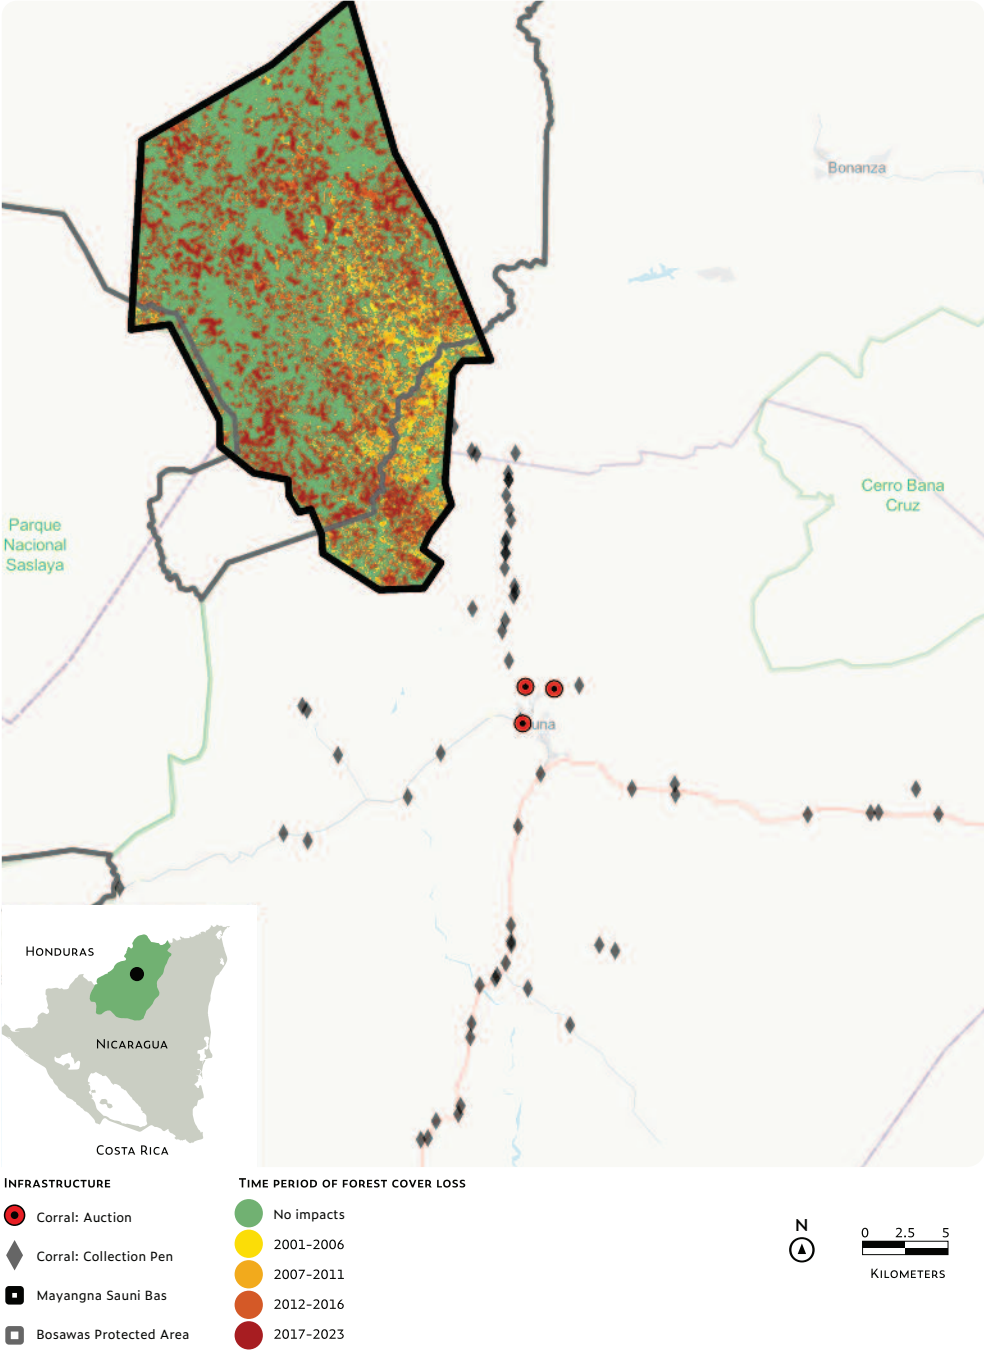 Bonanza
Cerro Bana
Cruz
Parque
Nacional
Saslaya
una
HONDURAS
NICARAGUA
COSTA RICA
INFRASTRUCTURE
Corral: Auction
Corral: Collection Pen
Mayangna Sauni Bas
Bosawas Protected Area
TIME PERIOD OF FOREST COVER LOSS
No impacts
2001–2006
2007–2011
2012–2016
2017–2023
N
0 2.5 5
KILOMETERS